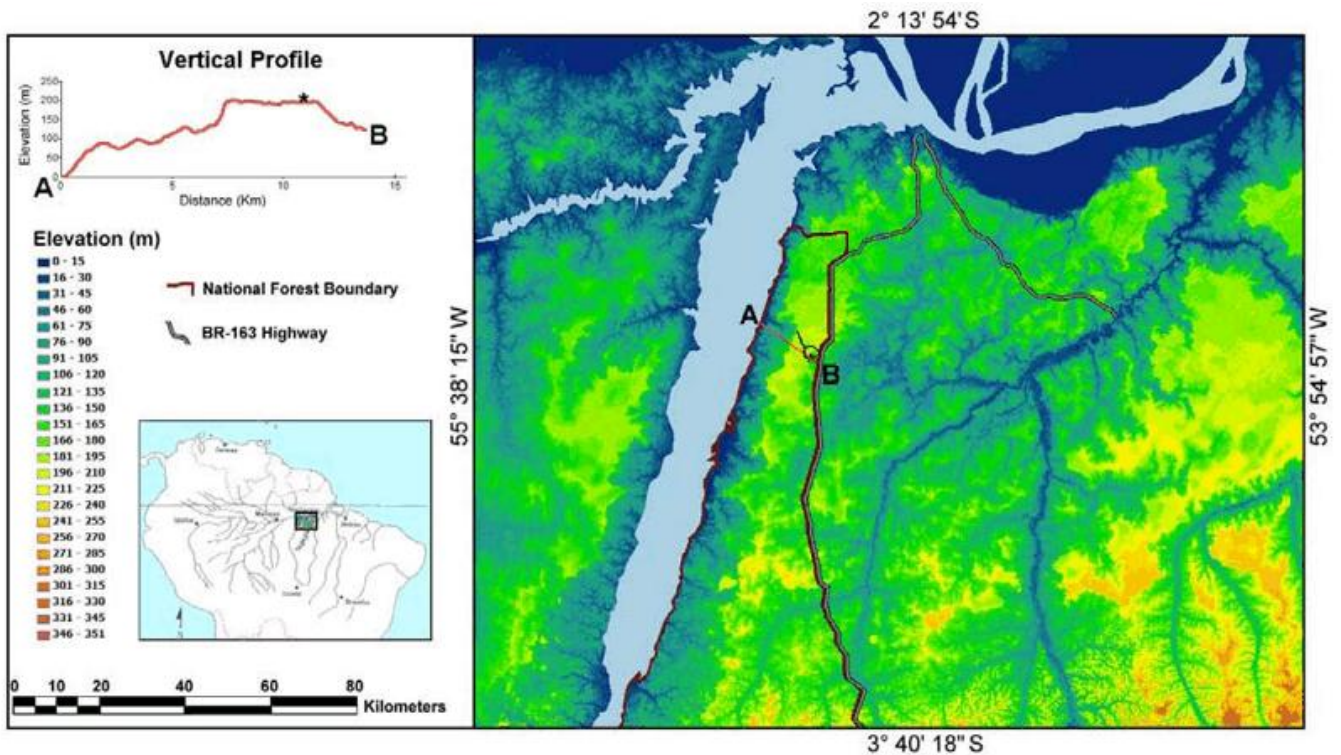 2° 13' 54' S
Vertical Profile
Elevation (m)
250
200
150
100
50
0
A
B
*
5
10
15
Distance (Km)
Elevation (m)
0 - 15
16 - 30
31 - 45
46 - 60
61 - 75
76 - 90
91 - 105
106 - 120
121 - 135
136 - 150
151 - 165
166 - 180
181 - 195
196 - 210
211 - 225
226 - 240
241 - 255
256 - 270
271 - 285
286 - 300
301 - 315
316 - 330
331 - 345
346 - 351
National Forest Boundary
BR-163 Highway
0 10 20 40 60 80
Kilometers
55° 38' 15" W
A
B
53° 54' 57" W
3° 40' 18" S